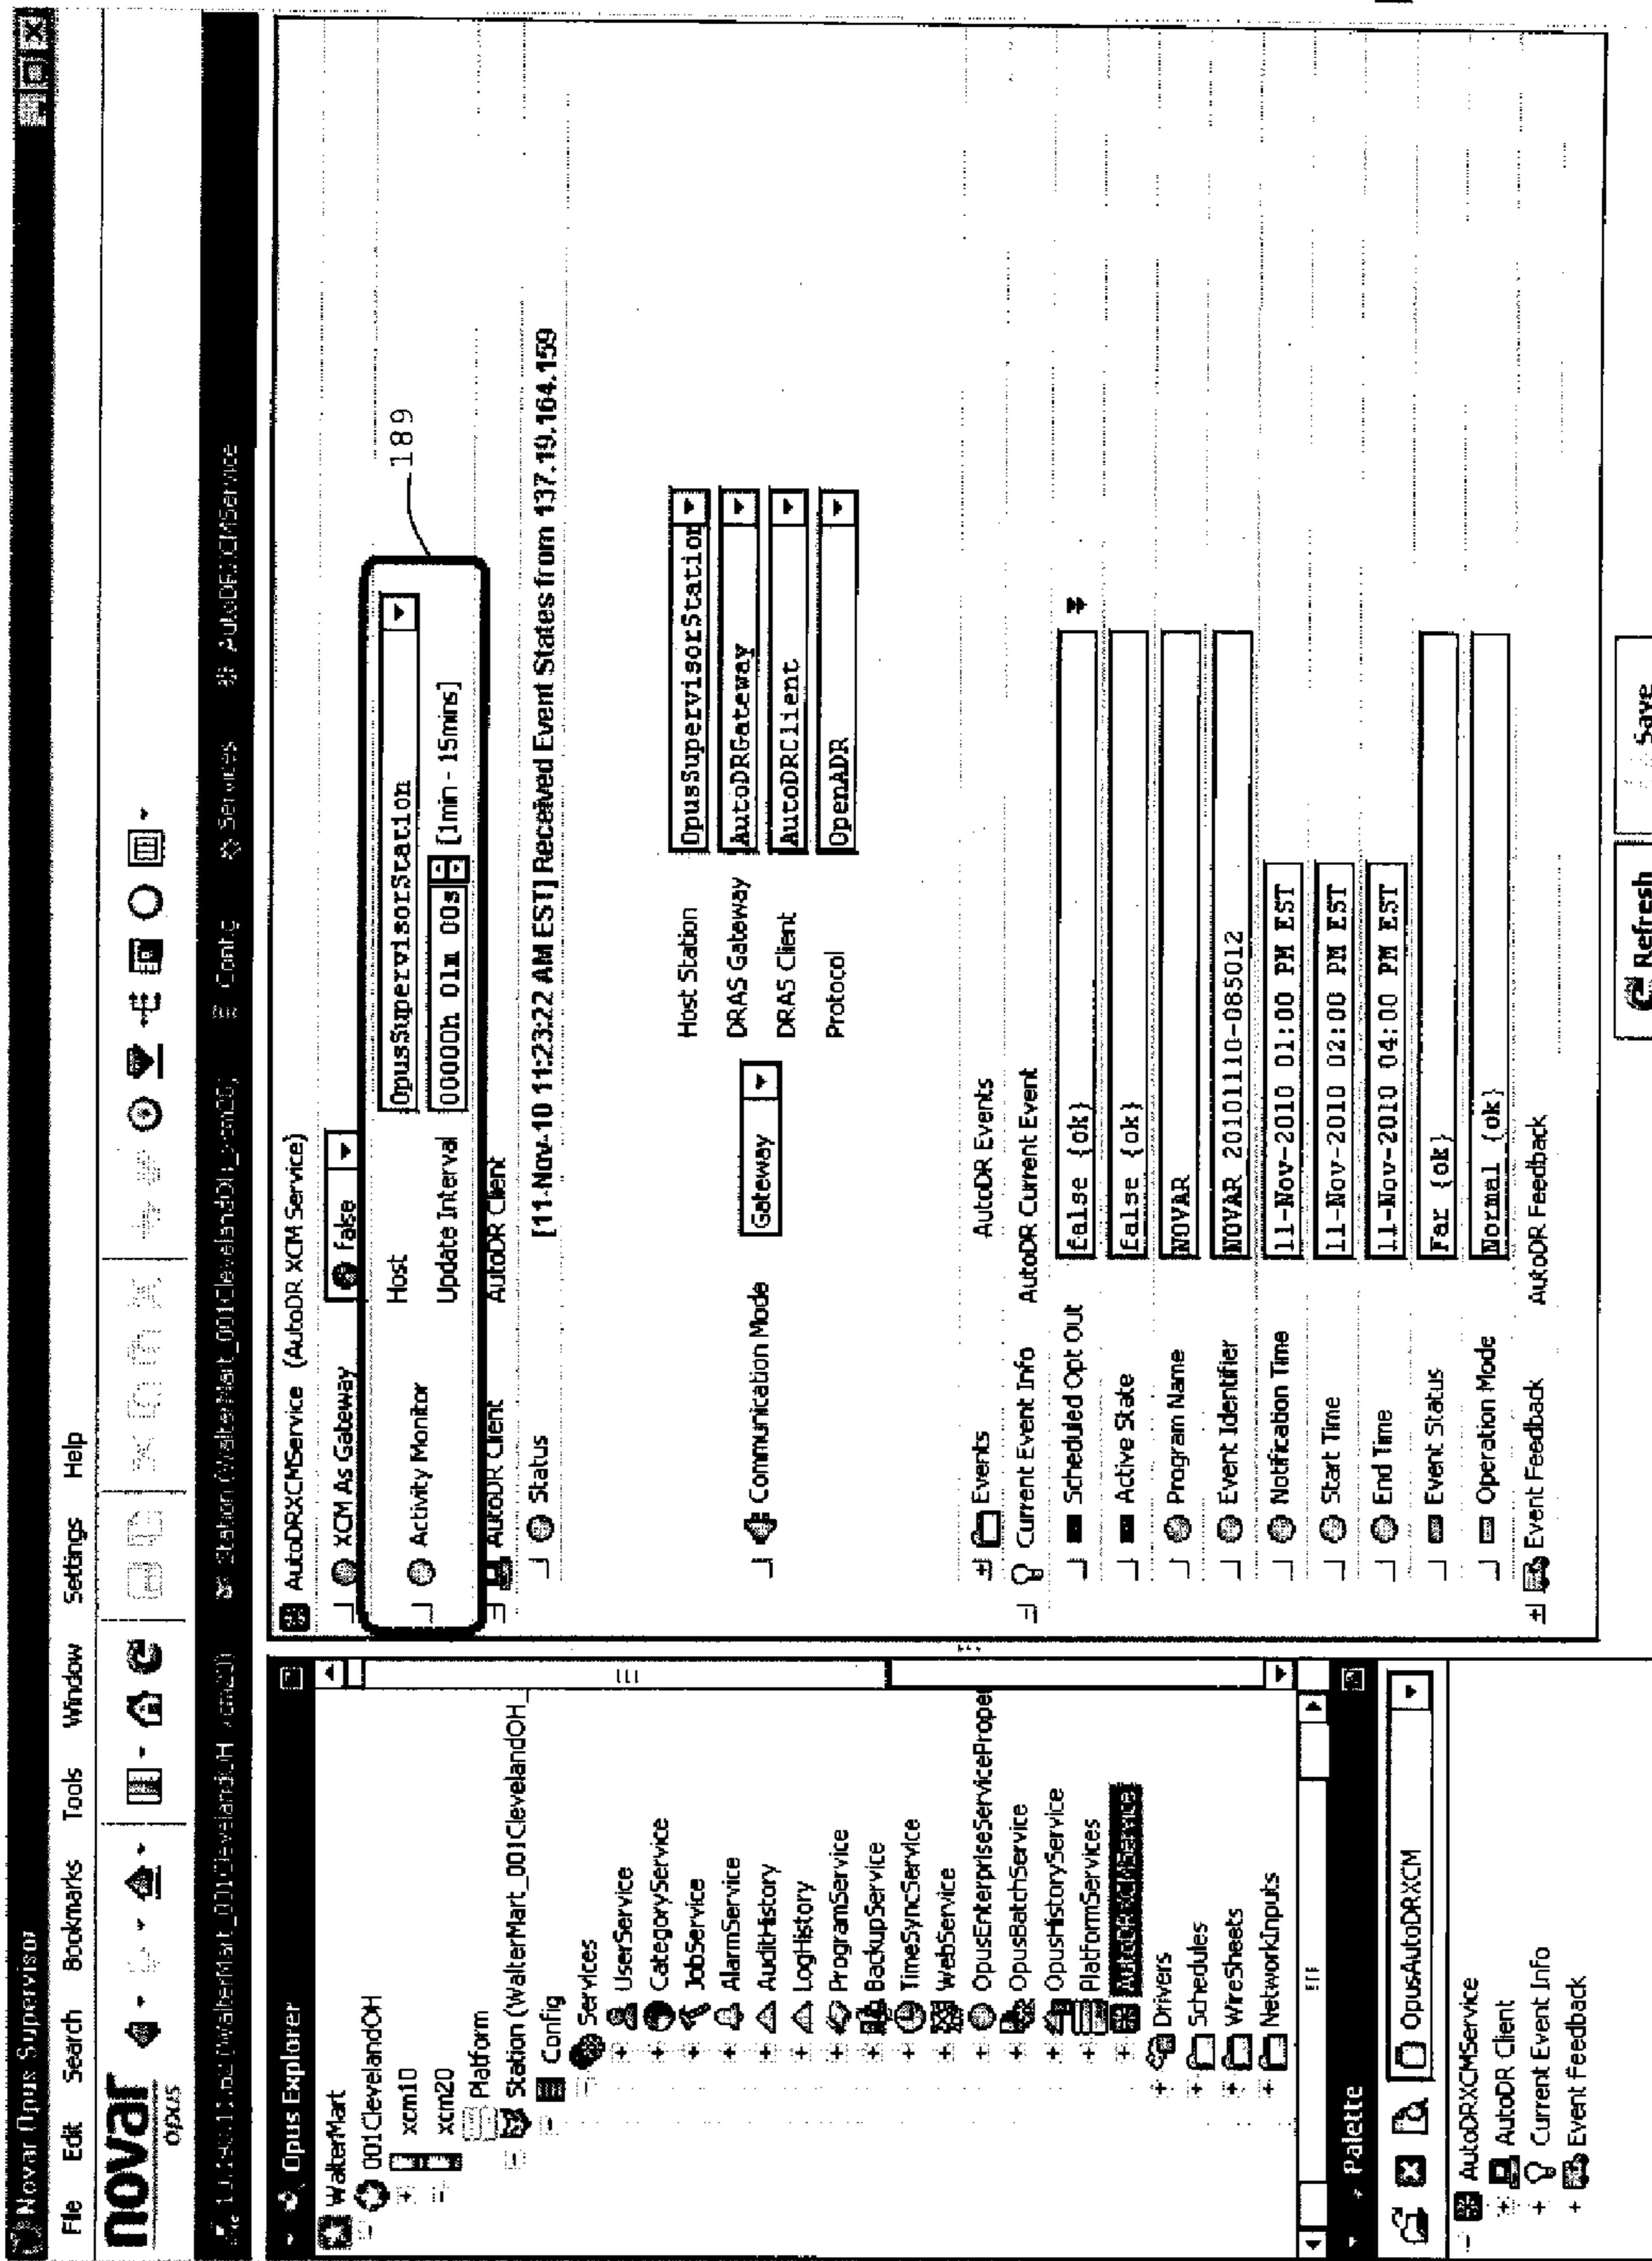 Novar Opus Supervisor
File Edit Search Bookmarks Tools Window Settings Help
novar
opus
Config Services AutoDRXCMService
Opus Explorer
WalterMart
001ClevelandOH
xcm10
xcm20
Platform
Station (WalterMart_001ClevelandOH_
Config
Services
UserService
CategoryService
JobService
AlarmService
AuditHistory
LogHistory
ProgramService
BackupService
TimeSyncService
WebService
OpusEnterpriseServicePrope
OpusBatchService
OpusHistoryService
PlatformServices
AutoDRXCMService
Drivers
Schedules
WireSheets
NetworkInputs
Palette
OpusAutoDRXCM
AutoDRXCMService
AutoDR Client
Current Event Info
Event Feedback
AutoDRXCMService (AutoDR XCM Service)
XCM As Gateway false
Activity Monitor
Host OpusSupervisorStation
Update Interval 00000h 01m 00s [1min - 15mins]
189
AutoDR Client AutoDR Client
Status [11-Nov-10 11:23:22 AM EST] Received Event States from 137.19.164.159
Communication Mode Gateway
Host Station OpusSupervisorStation
DRAS Gateway AutoDRGateway
DRAS Client AutoDRClient
Protocol OpenADR
Events AutoDR Events
Current Event Info AutoDR Current Event
Scheduled Opt Out false {ok}
Active State false {ok}
Program Name NOVAR
Event Identifier NOVAR 20101110-085012
Notification Time 11-Nov-2010 01:00 PM EST
Start Time 11-Nov-2010 02:00 PM EST
End Time 11-Nov-2010 04:00 PM EST
Event Status Far {ok}
Operation Mode Normal {ok}
Event Feedback AutoDR Feedback
Refresh Save